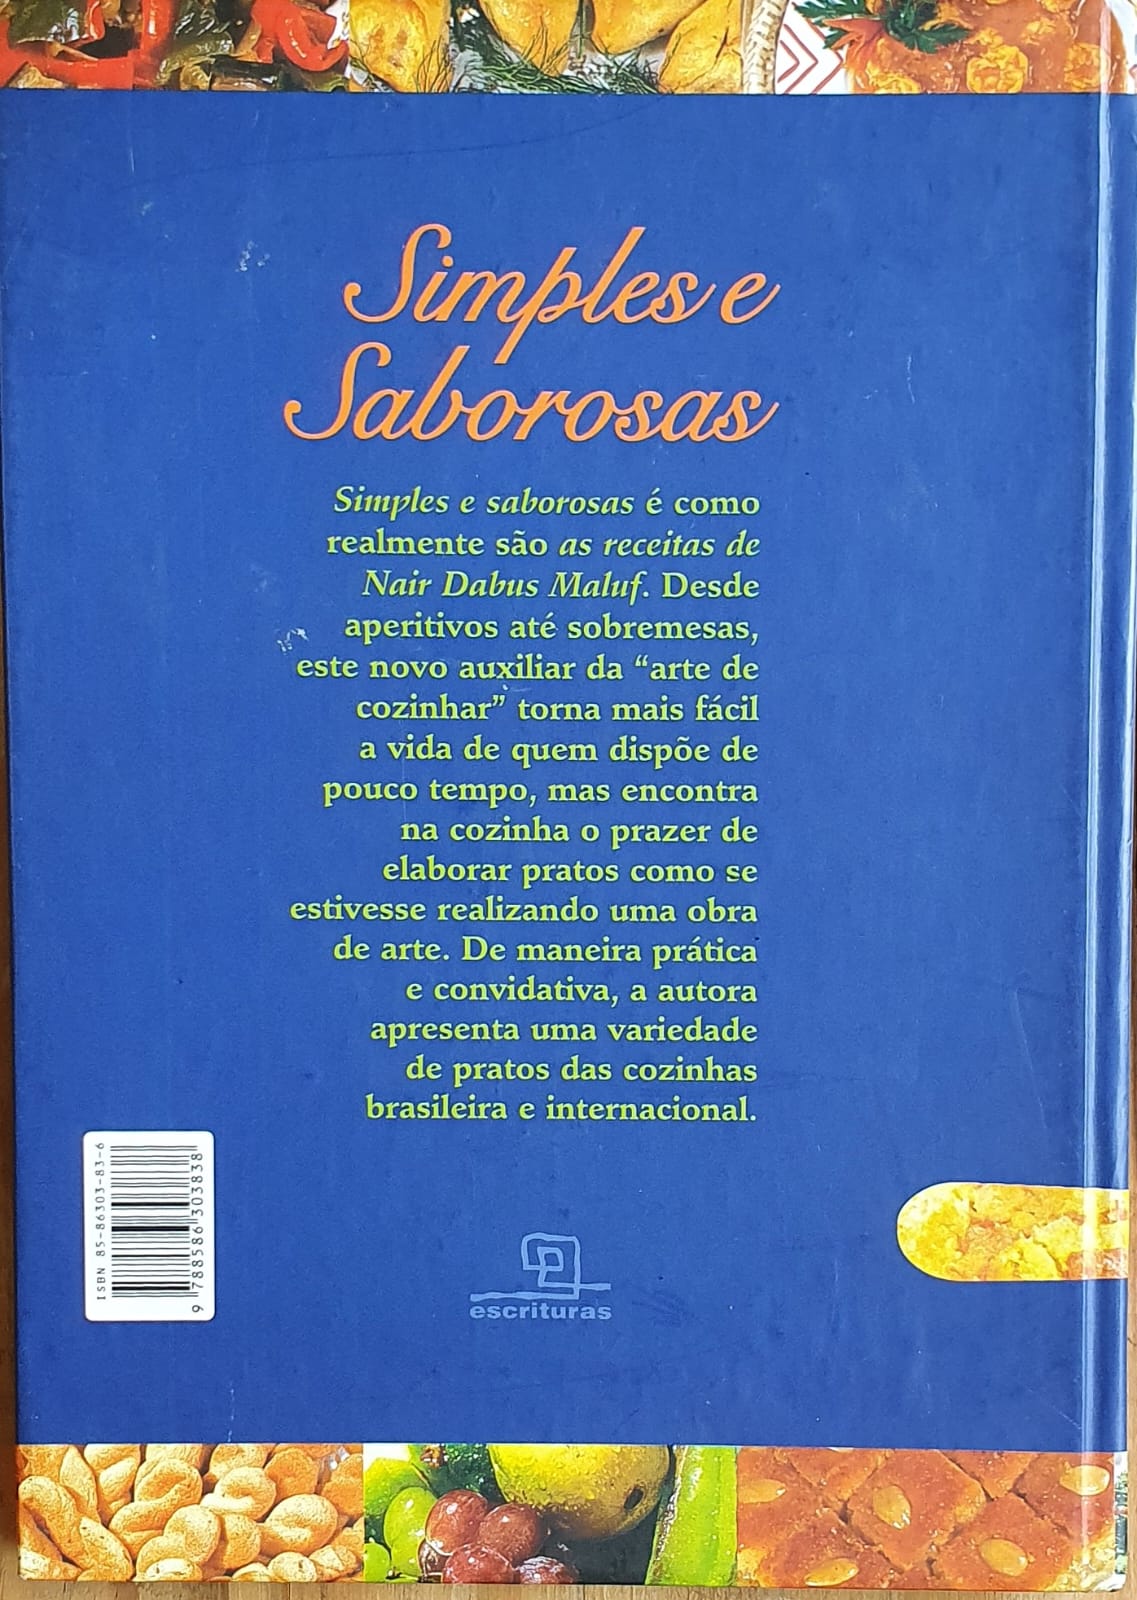 Simples e
Saborosas
Simples e saborosas é como
realmente são as receitas de
Nair Dabus Maluf. Desde
aperitivos até sobremesas,
este novo auxiliar da “arte de
cozinhar” torna mais fácil
a vida de quem dispõe de
pouco tempo, mas encontra
na cozinha o prazer de
elaborar pratos como se
estivesse realizando uma obra
de arte. De maneira prática
e convidativa, a autora
apresenta uma variedade
de pratos das cozinhas
brasileira e internacional.
ISBN 85-86303-83-6
9 788586 303838
escrituras